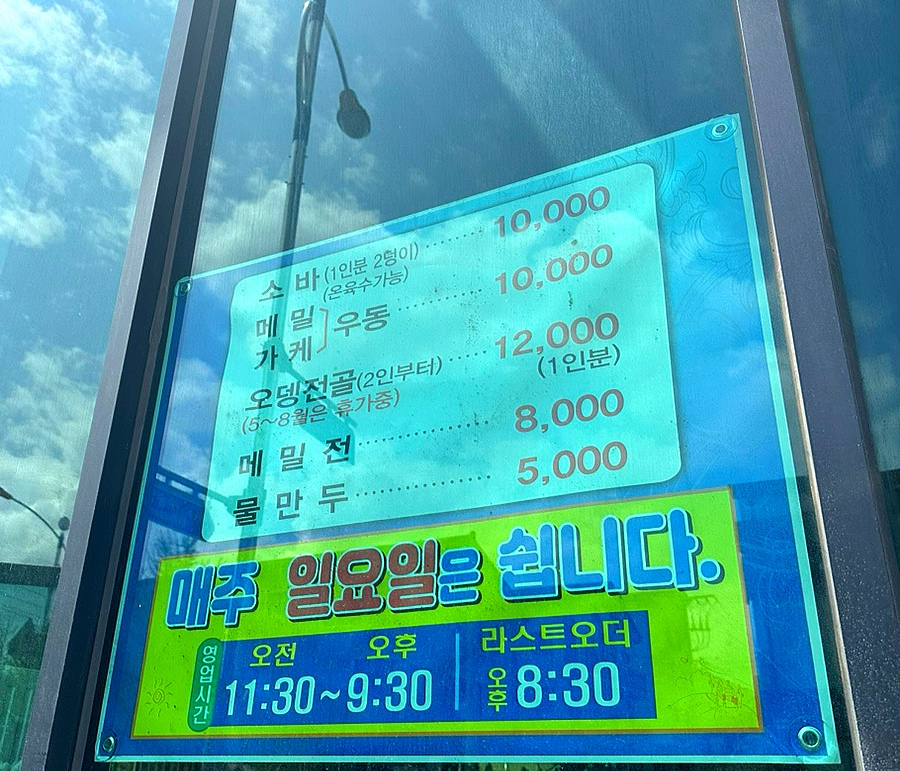 소바(1인분 2덩이) ........ 10,000
(온육수가능)
메밀 가케] 우동 ........ 10,000
오뎅전골(2인부터) ...... 12,000
(5~8월은 휴가중) (1인분)
메밀전 ........ 8,000
물만두 ........ 5,000
매주 일요일은 쉽니다.
영업시간 오전 11:30~오후 9:30
라스트오더 오후 8:30